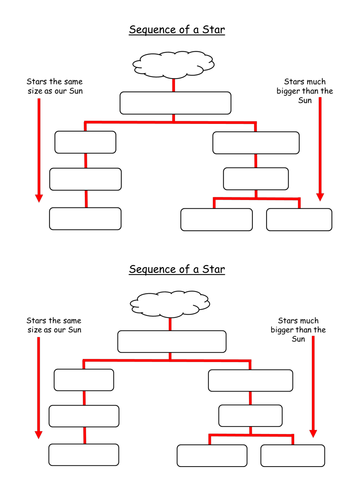 Sequence of a Star
Stars the same
size as our Sun
Stars much
bigger than the
Sun
Sequence of a Star
Stars the same
size as our Sun
Stars much
bigger than the
Sun